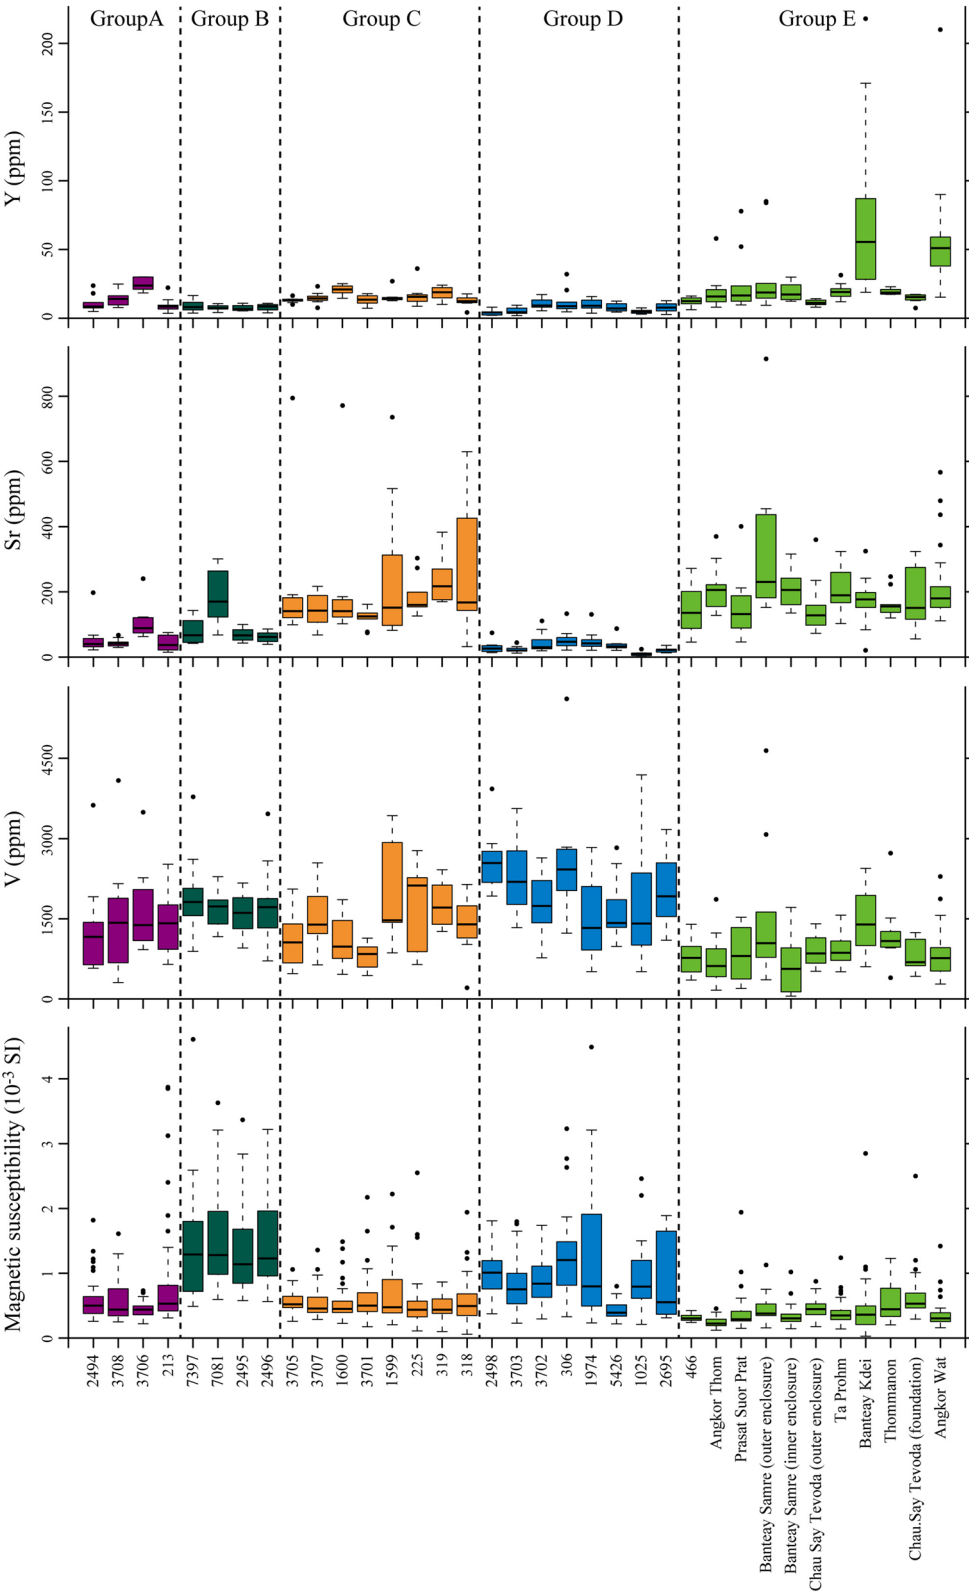 GroupA Group B Group C Group D Group E
Y (ppm)
200
150
100
50
0
Sr (ppm)
800
600
400
200
0
V (ppm)
4500
3000
1500
0
Magnetic susceptibility (10⁻³ SI)
4
3
2
1
0
2494
3708
3706
213
7397
7081
2495
2496
3705
3707
1600
3701
1599
225
319
318
2498
3703
3702
306
1974
5426
1025
2695
466
Angkor Thom
Prasat Suor Prat
Banteay Samre (outer enclosure)
Banteay Samre (inner enclosure)
Chau Say Tevoda (outer enclosure)
Ta Prohm
Banteay Kdei
Thommanon
Chau.Say Tevoda (foundation)
Angkor Wat